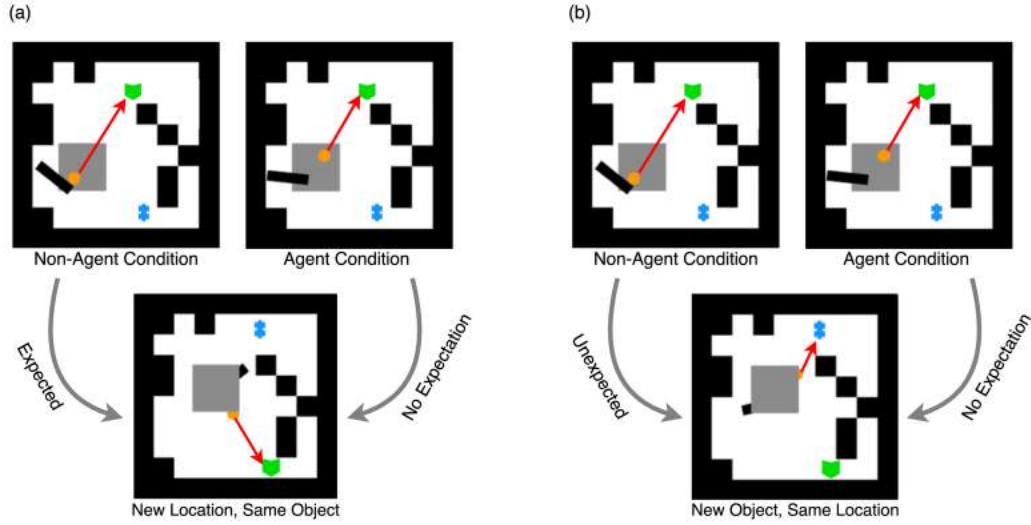 (a)
Non-Agent Condition
Agent Condition
Expected
No Expectation
New Location, Same Object
(b)
Non-Agent Condition
Agent Condition
Unexpected
No Expectation
New Object, Same Location